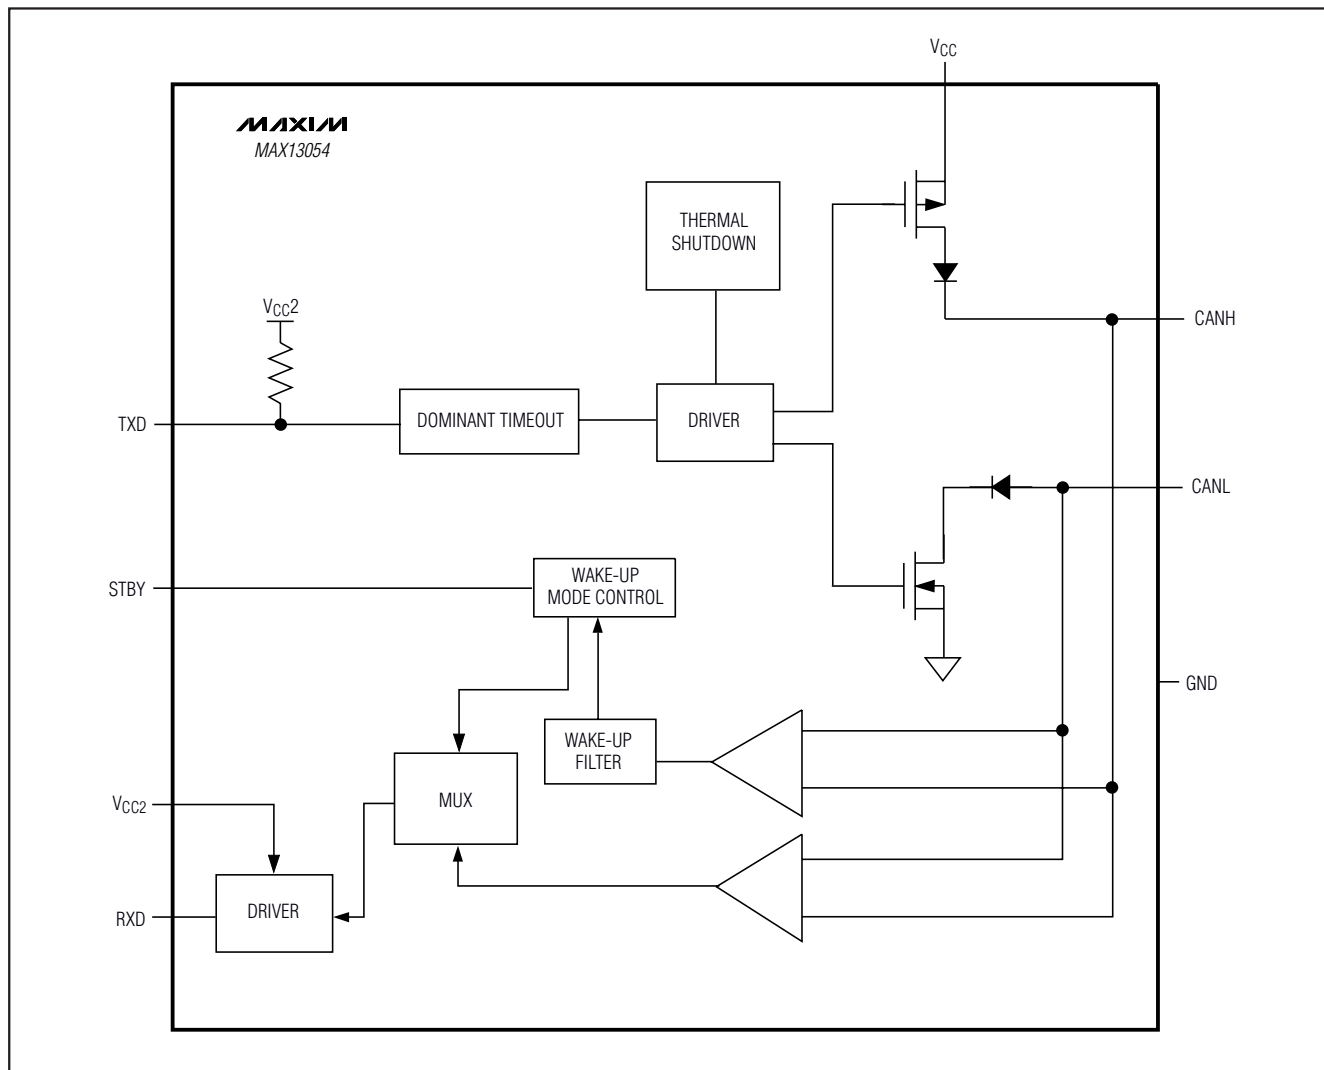 VCC
MAXIM
MAX13054
THERMAL
SHUTDOWN
VCC2
CANH
TXD
DOMINANT TIMEOUT
DRIVER
CANL
STBY
WAKE-UP
MODE CONTROL
GND
WAKE-UP
FILTER
MUX
VCC2
DRIVER
RXD